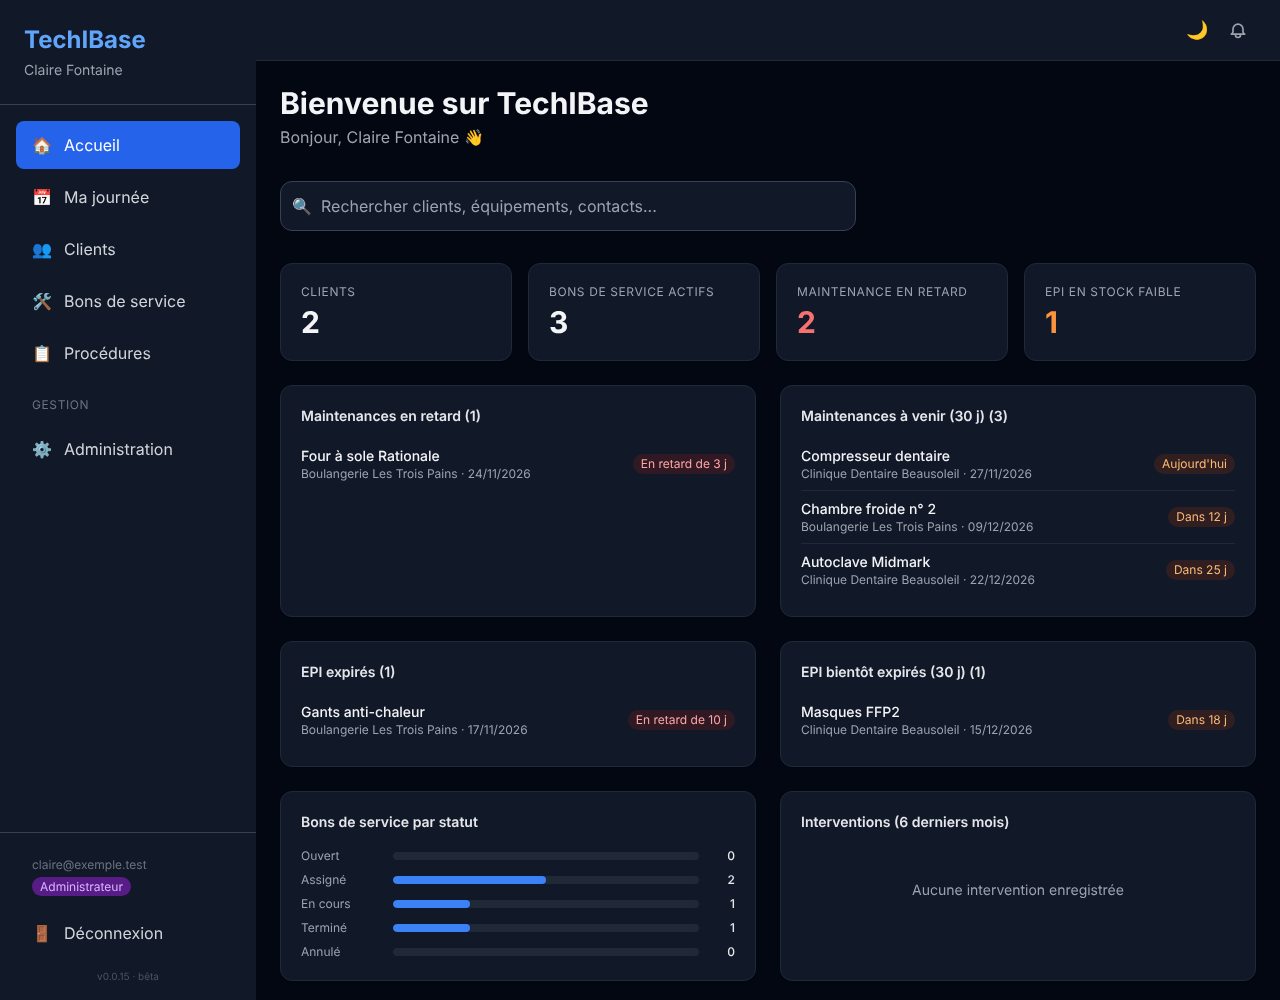 TechIBase
Claire Fontaine
Accueil
Ma journée
Clients
Bons de service
Procédures
GESTION
Administration
claire@exemple.test
Administrateur
Déconnexion
v0.0.15 · bêta
Bienvenue sur TechIBase
Bonjour, Claire Fontaine 👋
Rechercher clients, équipements, contacts...
CLIENTS
2
BONS DE SERVICE ACTIFS
3
MAINTENANCE EN RETARD
2
EPI EN STOCK FAIBLE
1
Maintenances en retard (1)
Four à sole Rationale
Boulangerie Les Trois Pains · 24/11/2026
En retard de 3 j
Maintenances à venir (30 j) (3)
Compresseur dentaire
Clinique Dentaire Beausoleil · 27/11/2026
Aujourd'hui
Chambre froide n° 2
Boulangerie Les Trois Pains · 09/12/2026
Dans 12 j
Autoclave Midmark
Clinique Dentaire Beausoleil · 22/12/2026
Dans 25 j
EPI expirés (1)
Gants anti-chaleur
Boulangerie Les Trois Pains · 17/11/2026
En retard de 10 j
EPI bientôt expirés (30 j) (1)
Masques FFP2
Clinique Dentaire Beausoleil · 15/12/2026
Dans 18 j
Bons de service par statut
Ouvert 0
Assigné 2
En cours 1
Terminé 1
Annulé 0
Interventions (6 derniers mois)
Aucune intervention enregistrée